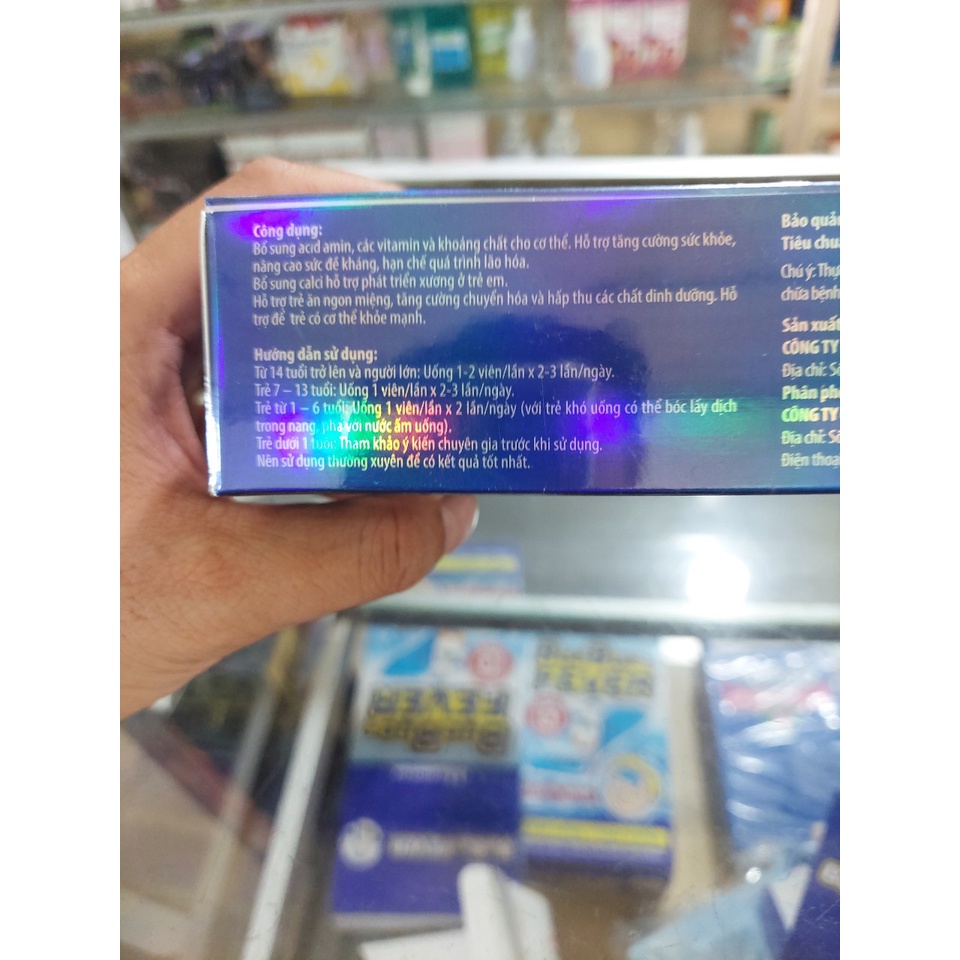 Công dụng:
Bổ sung acid amin, các vitamin và khoáng chất cho cơ thể. Hỗ trợ tăng cường sức khỏe,
nâng cao sức đề kháng, hạn chế quá trình lão hóa.
Bổ sung calci hỗ trợ phát triển xương ở trẻ em.
Hỗ trợ trẻ ăn ngon miệng, tăng cường chuyển hóa và hấp thu các chất dinh dưỡng. Hỗ
trợ để trẻ có cơ thể khỏe mạnh.
Hướng dẫn sử dụng:
Từ 14 tuổi trở lên và người lớn: Uống 1-2 viên/lần x 2-3 lần/ngày.
Trẻ 7 – 13 tuổi: Uống 1 viên/lần x 2-3 lần/ngày.
Trẻ từ 1 – 6 tuổi: Uống 1 viên/lần x 2 lần/ngày (với trẻ khó uống có thể bóc lấy dịch
trong nang, pha với nước ấm uống).
Trẻ dưới 1 tuổi: Tham khảo ý kiến chuyên gia trước khi sử dụng.
Nên sử dụng thường xuyên để có kết quả tốt nhất.
Bảo quả
Tiêu chu
Chú ý: Thự
chữa bệnh
Sản xuất
CÔNG TY
Địa chỉ: S
Phân ph
CÔNG TY
Địa chỉ: S
Điện thoạ
FEVER
FEVER